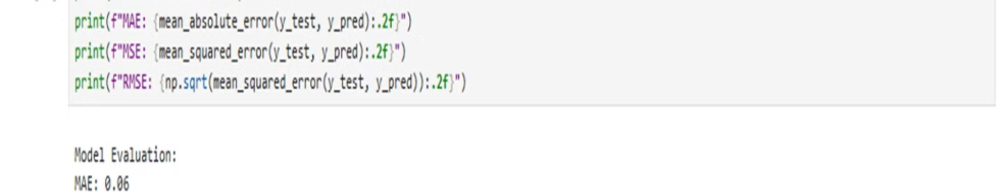 print(f"MAE: {mean_absolute_error(y_test, y_pred):.2f}")
print(f"MSE: {mean_squared_error(y_test, y_pred):.2f}")
print(f"RMSE: {np.sqrt(mean_squared_error(y_test, y_pred)):.2f}")
Model Evaluation:
MAE: 0.06